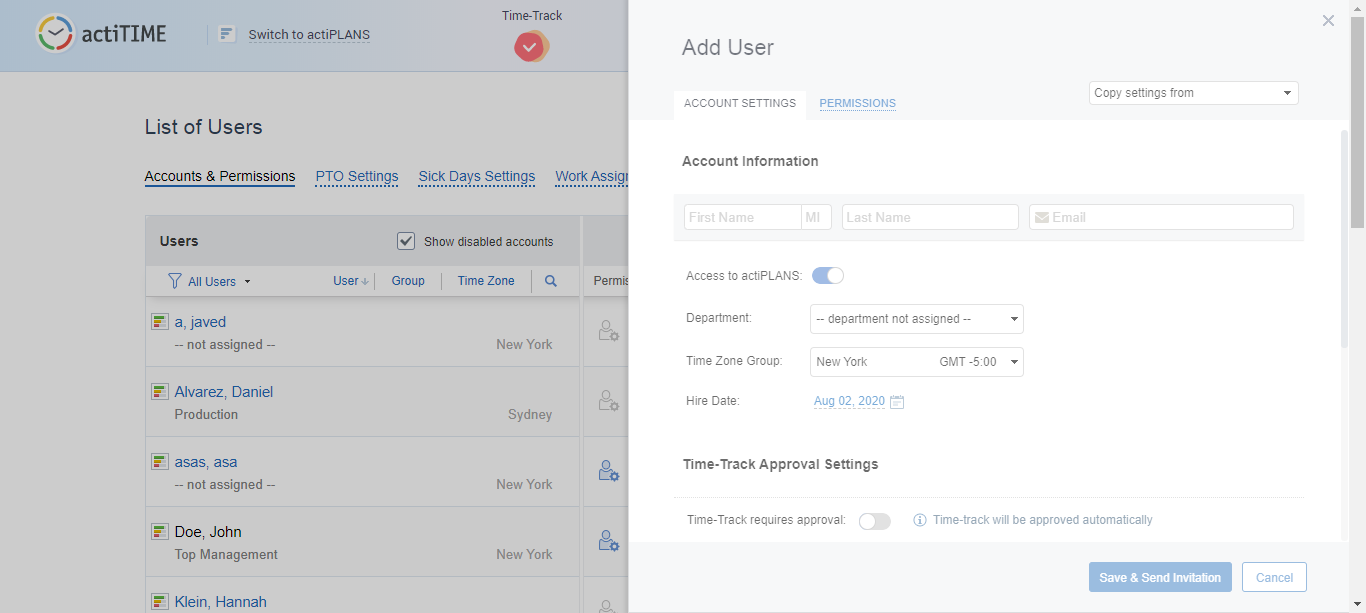 actiTIME
Switch to actiPLANS
Time-Track
List of Users
Accounts & Permissions PTO Settings Sick Days Settings Work Assign
Users
Show disabled accounts
All Users User Group Time Zone Permis
a, javed
-- not assigned -- New York
Alvarez, Daniel
Production Sydney
asas, asa
-- not assigned -- New York
Doe, John
Top Management New York
Klein, Hannah
Add User
ACCOUNT SETTINGS PERMISSIONS
Copy settings from
Account Information
First Name MI Last Name Email
Access to actiPLANS:
Department: -- department not assigned --
Time Zone Group: New York GMT -5:00
Hire Date: Aug 02, 2020
Time-Track Approval Settings
Time-Track requires approval: Time-track will be approved automatically
Save & Send Invitation Cancel